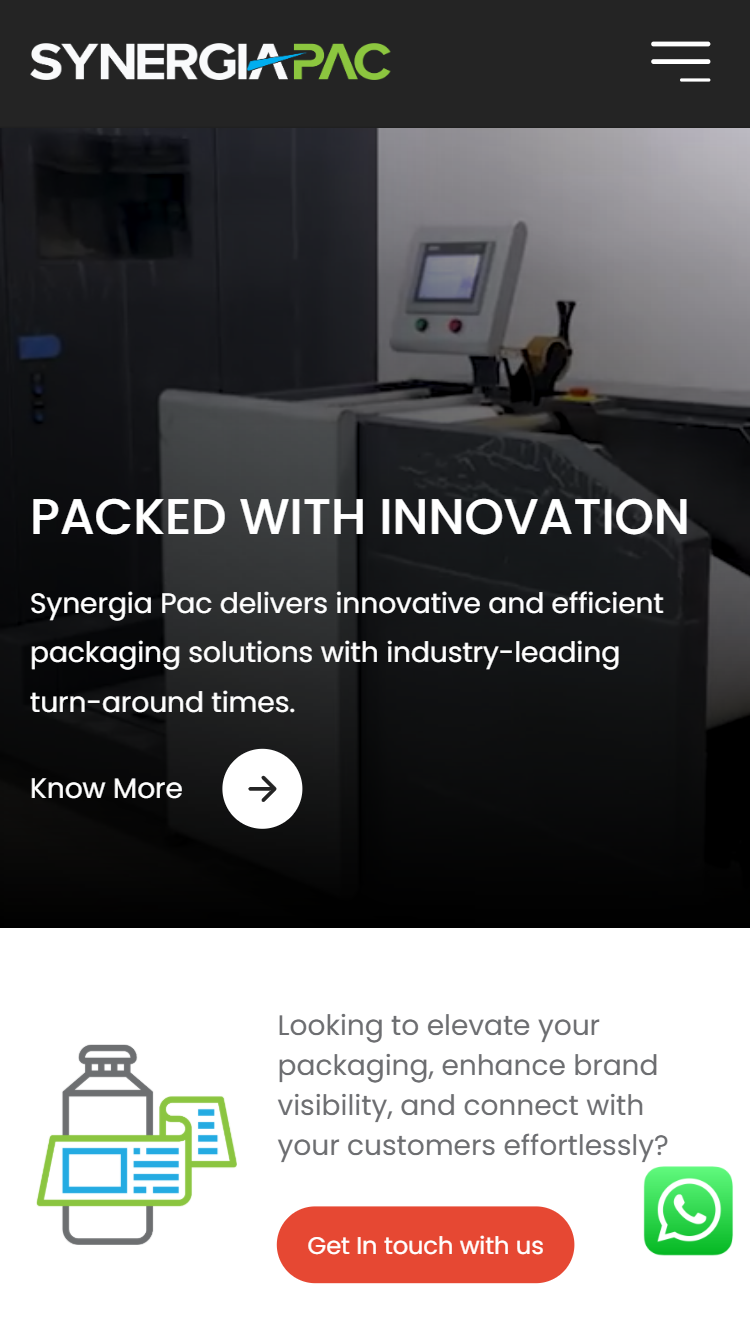 SYNERGIAPAC
PACKED WITH INNOVATION
Synergia Pac delivers innovative and efficient
packaging solutions with industry-leading
turn-around times.
Know More
Looking to elevate your
packaging, enhance brand
visibility, and connect with
your customers effortlessly?
Get In touch with us